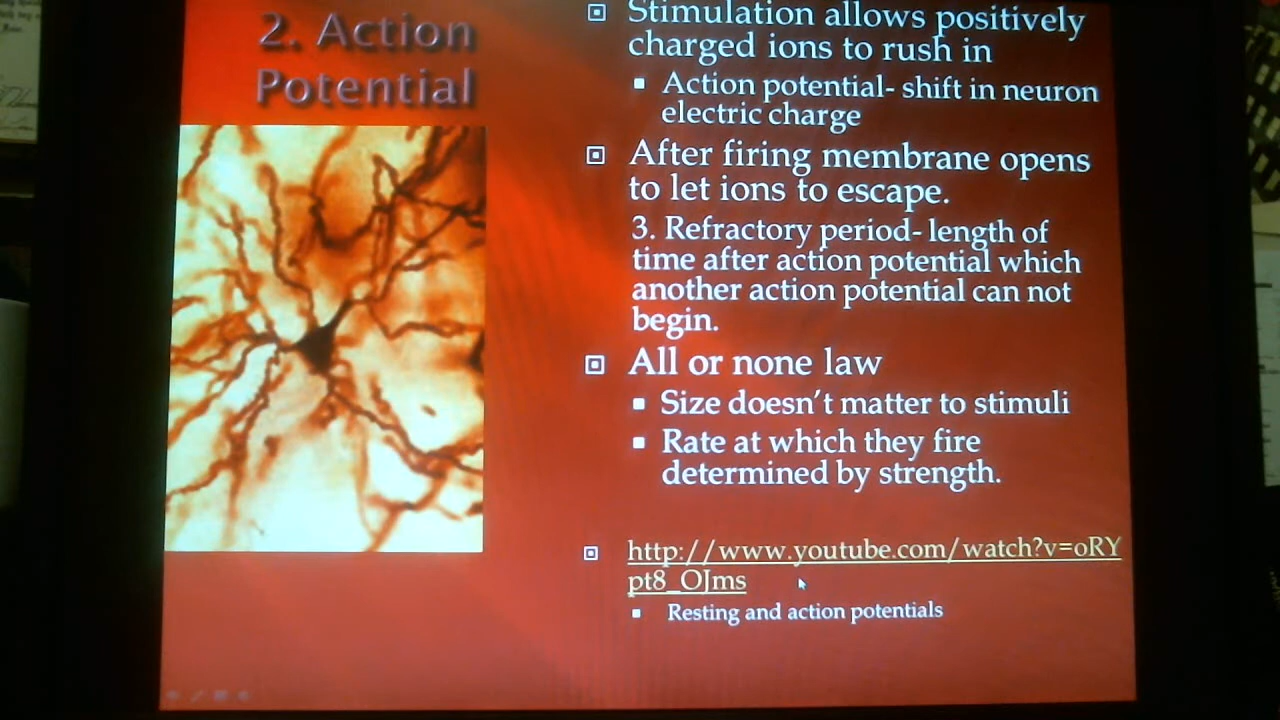 2. Action
Potential
Stimulation allows positively
charged ions to rush in
Action potential- shift in neuron
electric charge
After firing membrane opens
to let ions to escape.
3. Refractory period- length of
time after action potential which
another action potential can not
begin.
All or none law
Size doesn't matter to stimuli
Rate at which they fire
determined by strength.
http://www.youtube.com/watch?v=oRY
pt8_OJms
Resting and action potentials